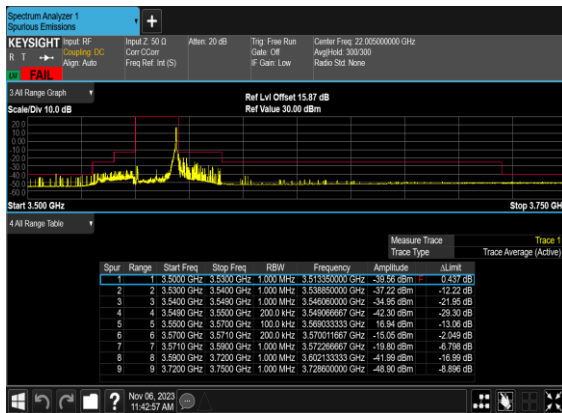 Spectrum Analyzer 1
Spurious Emissions
KEYSIGHT Input: RF Input Z: 50 Ω Atten: 20 dB Trig: Free Run Center Freq: 22.005000000 GHz
R T Coupling: DC Corr CCorr Gate: Off Avg|Hold: 300/300
Align: Auto Freq Ref: Int (S) IF Gain: Low Radio Std: None
FAIL
3 All Range Graph Ref Lvl Offset 15.87 dB
Scale/Div 10.0 dB Ref Value 30.00 dBm
20.0
10.0
0.00
-10.0
-20.0
-30.0
-40.0
-50.0
-60.0
Start 3.500 GHz Stop 3.750 GH
4 All Range Table
Measure Trace Trace 1
Trace Type Trace Average (Active)
Spur Range Start Freq Stop Freq RBW Frequency Amplitude ΔLimit
1 1 3.5000 GHz 3.5300 GHz 1.000 MHz 3.513350000 GHz -39.56 dBm F 0.437 dB
2 2 3.5300 GHz 3.5400 GHz 1.000 MHz 3.538850000 GHz -37.22 dBm -12.22 dB
3 3 3.5400 GHz 3.5490 GHz 1.000 MHz 3.546060000 GHz -34.95 dBm -21.95 dB
4 4 3.5490 GHz 3.5500 GHz 200.0 kHz 3.549066667 GHz -42.30 dBm -29.30 dB
5 5 3.5500 GHz 3.5700 GHz 100.0 kHz 3.569033333 GHz 16.94 dBm -13.06 dB
6 6 3.5700 GHz 3.5710 GHz 200.0 kHz 3.570011667 GHz -15.05 dBm -2.049 dB
7 7 3.5710 GHz 3.5900 GHz 1.000 MHz 3.572266667 GHz -19.80 dBm -6.798 dB
8 8 3.5900 GHz 3.7200 GHz 1.000 MHz 3.602133333 GHz -41.99 dBm -16.99 dB
9 9 3.7200 GHz 3.7500 GHz 1.000 MHz 3.728600000 GHz -48.90 dBm -8.896 dB
Nov 06, 2023
11:42:57 AM